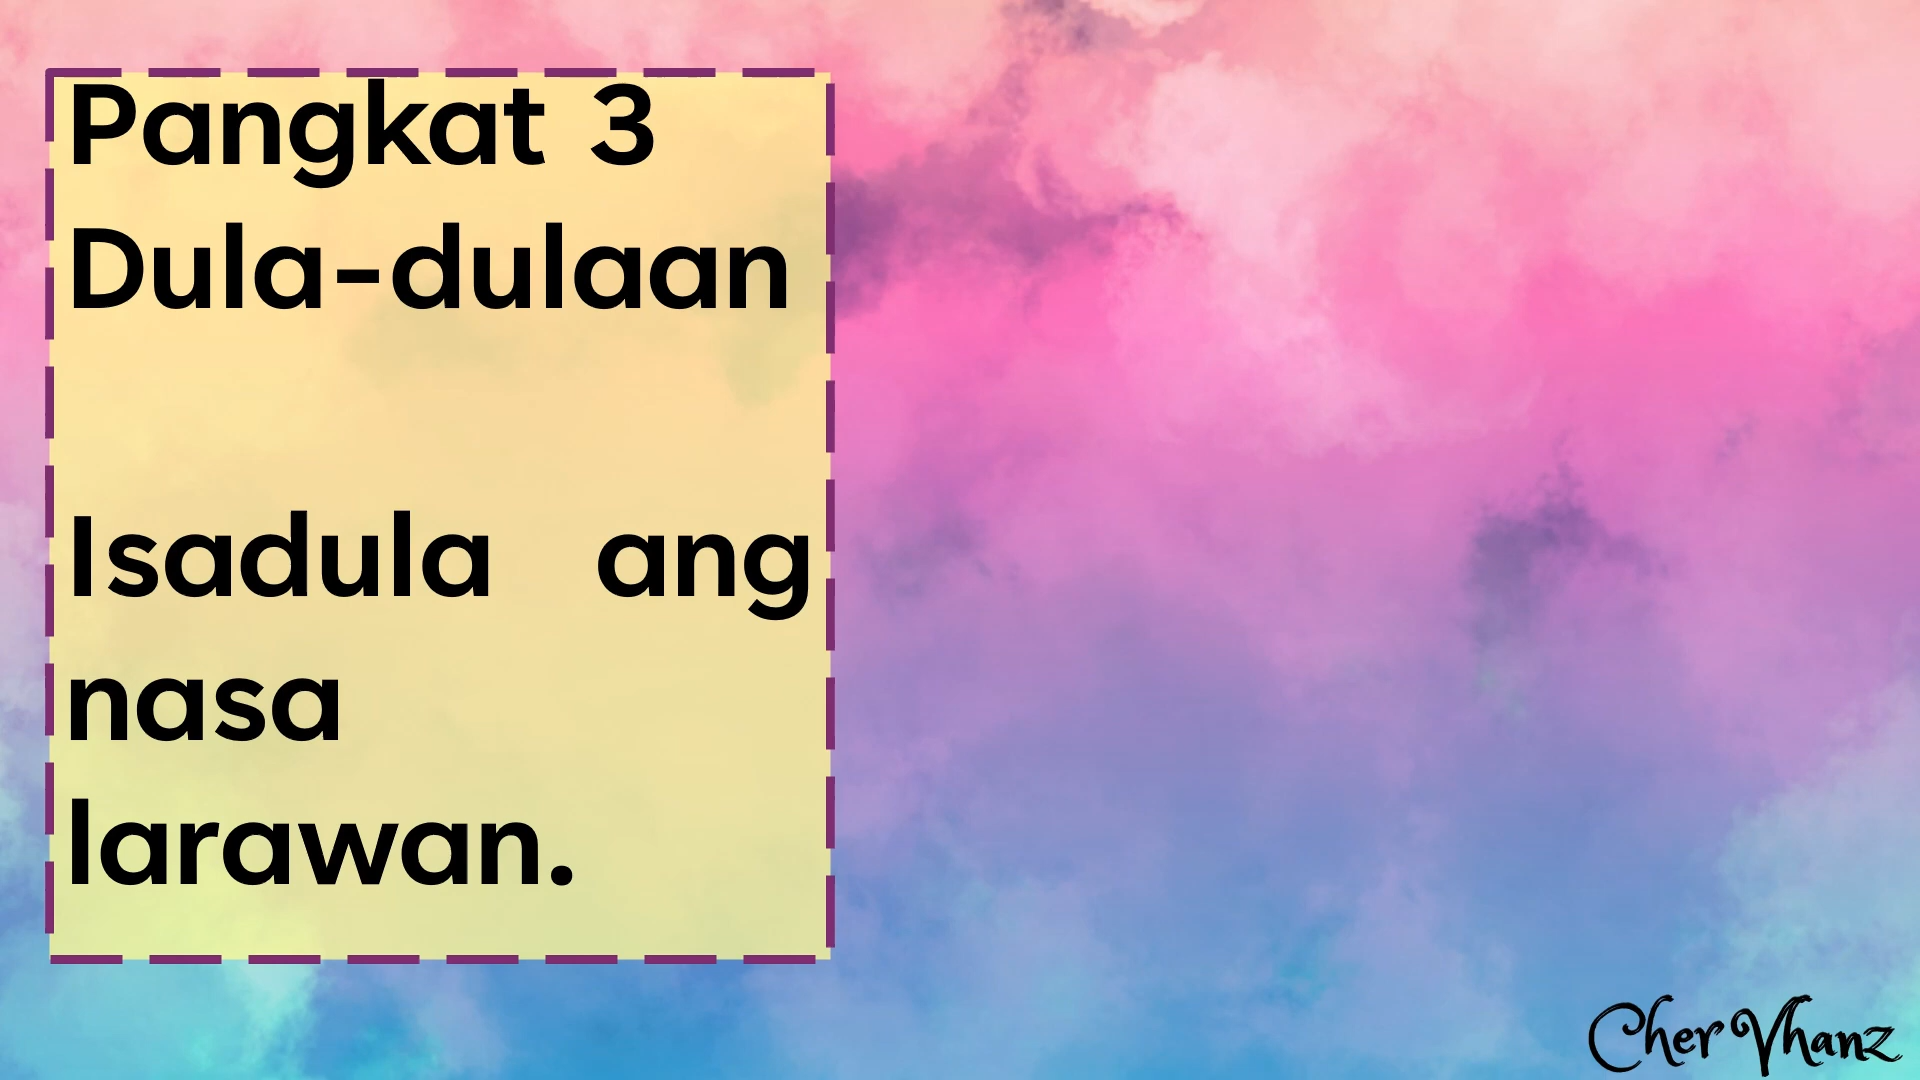 Pangkat 3
Dula-dulaan
Isadula ang
nasa
larawan.
Cher Vhanz